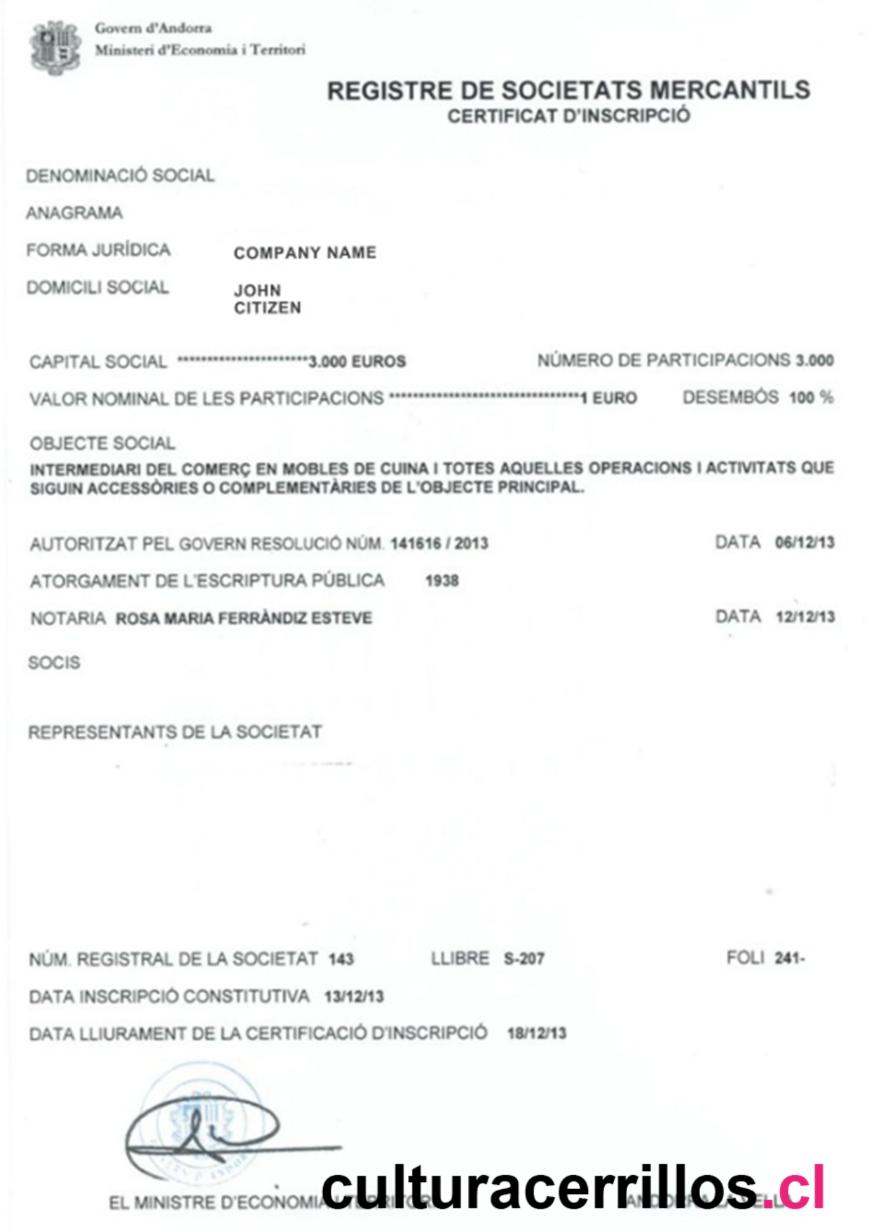 Govern d'Andorra
Ministeri d'Economia i Territori
REGISTRE DE SOCIETATS MERCANTILS
CERTIFICAT D'INSCRIPCIÓ
DENOMINACIÓ SOCIAL
ANAGRAMA
FORMA JURÍDICA COMPANY NAME
DOMICILI SOCIAL JOHN
CITIZEN
CAPITAL SOCIAL **********************3.000 EUROS NÚMERO DE PARTICIPACIONS 3.000
VALOR NOMINAL DE LES PARTICIPACIONS ********************************1 EURO DESEMBÓS 100 %
OBJECTE SOCIAL
INTERMEDIARI DEL COMERÇ EN MOBLES DE CUINA I TOTES AQUELLES OPERACIONS I ACTIVITATS QUE
SIGUIN ACCESSÒRIES O COMPLEMENTÀRIES DE L'OBJECTE PRINCIPAL.
AUTORITZAT PEL GOVERN RESOLUCIÓ NÚM. 141616 / 2013 DATA 06/12/13
ATORGAMENT DE L'ESCRIPTURA PÚBLICA 1938
NOTARIA ROSA MARIA FERRÀNDIZ ESTEVE DATA 12/12/13
SOCIS
REPRESENTANTS DE LA SOCIETAT
NÚM. REGISTRAL DE LA SOCIETAT 143 LLIBRE S-207 FOLI 241-
DATA INSCRIPCIÓ CONSTITUTIVA 13/12/13
DATA LLIURAMENT DE LA CERTIFICACIÓ D'INSCRIPCIÓ 18/12/13
EL MINISTRE D'ECONOMIA
culturacerrillos.cl